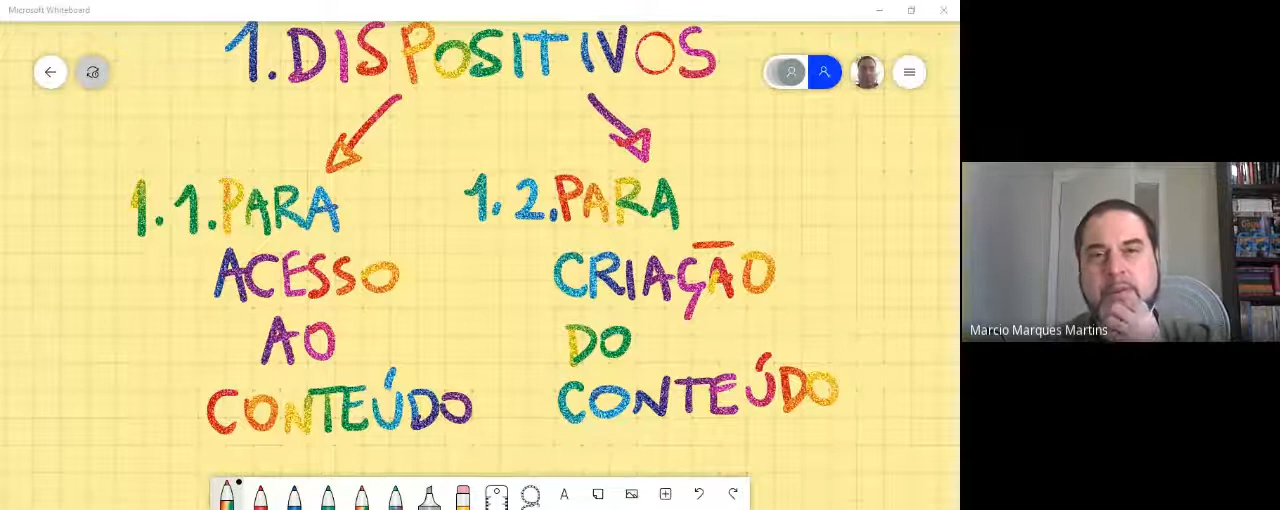 Microsoft Whiteboard
1. DISPOSITIVOS
1.1. PARA
ACESSO
AO
CONTEÚDO
1.2. PARA
CRIAÇÃO
DO
CONTEÚDO
Marcio Marques Martins